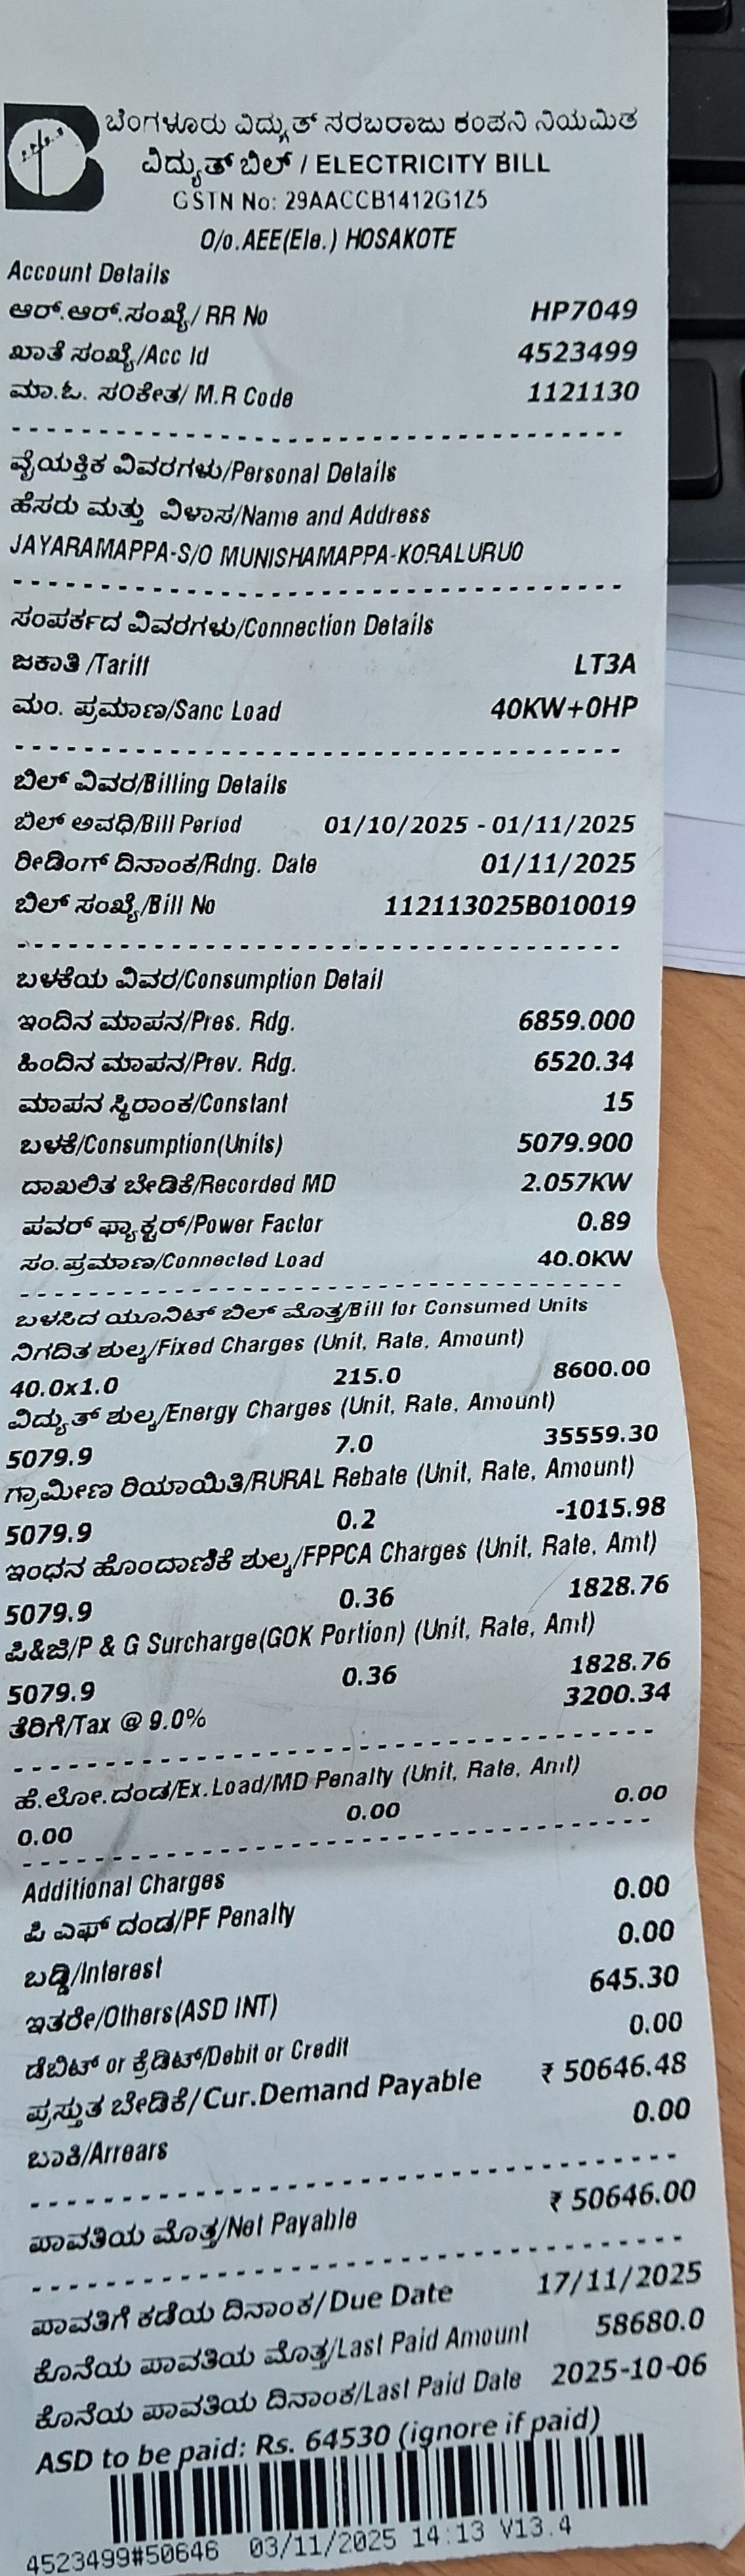 ಬೆಂಗಳೂರು ವಿದ್ಯುತ್ ಸರಬರಾಜು ಕಂಪನಿ ನಿಯಮಿತ
ವಿದ್ಯುತ್ ಬಿಲ್ / ELECTRICITY BILL
GSTN No: 29AACCB1412G1Z5
O/o.AEE(Ele.) HOSAKOTE
Account Details
ಆರ್.ಆರ್.ಸಂಖ್ಯೆ/ RR No HP7049
ಖಾತೆ ಸಂಖ್ಯೆ/Acc Id 4523499
ಮಾ.ಓ. ಸಂಕೇತ/ M.R Code 1121130
ವೈಯಕ್ತಿಕ ವಿವರಗಳು/Personal Details
ಹೆಸರು ಮತ್ತು ವಿಳಾಸ/Name and Address
JAYARAMAPPA-S/O MUNISHAMAPPA-KORALURU0
ಸಂಪರ್ಕದ ವಿವರಗಳು/Connection Details
ಜಕಾತಿ /Tariff LT3A
ಮಂ. ಪ್ರಮಾಣ/Sanc Load 40KW+0HP
ಬಿಲ್ ವಿವರ/Billing Details
ಬಿಲ್ ಅವಧಿ/Bill Period 01/10/2025 - 01/11/2025
ರೀಡಿಂಗ್ ದಿನಾಂಕ/Rdng. Date 01/11/2025
ಬಿಲ್ ಸಂಖ್ಯೆ/Bill No 112113025B010019
ಬಳಕೆಯ ವಿವರ/Consumption Detail
ಇಂದಿನ ಮಾಪನ/Pres. Rdg. 6859.000
ಹಿಂದಿನ ಮಾಪನ/Prev. Rdg. 6520.34
ಮಾಪನ ಸ್ಥಿರಾಂಕ/Constant 15
ಬಳಕೆ/Consumption(Units) 5079.900
ದಾಖಲಿತ ಬೇಡಿಕೆ/Recorded MD 2.057KW
ಪವರ್ ಫ್ಯಾಕ್ಟರ್/Power Factor 0.89
ಸಂ.ಪ್ರಮಾಣ/Connected Load 40.0KW
ಬಳಸಿದ ಯೂನಿಟ್ ಬಿಲ್ ಮೊತ್ತ/Bill for Consumed Units
ನಿಗದಿತ ಶುಲ್ಕ/Fixed Charges (Unit, Rate, Amount)
40.0x1.0 215.0 8600.00
ವಿದ್ಯುತ್ ಶುಲ್ಕ/Energy Charges (Unit, Rate, Amount)
5079.9 7.0 35559.30
ಗ್ರಾಮೀಣ ರಿಯಾಯಿತಿ/RURAL Rebate (Unit, Rate, Amount)
5079.9 0.2 -1015.98
ಇಂಧನ ಹೊಂದಾಣಿಕೆ ಶುಲ್ಕ/FPPCA Charges (Unit, Rate, Amt)
5079.9 0.36 1828.76
ಪಿ&ಜಿ/P & G Surcharge(GOK Portion) (Unit, Rate, Amt)
5079.9 0.36 1828.76
ತೆರಿಗೆ/Tax @ 9.0% 3200.34
ಹೆ.ಲೋ.ದಂಡ/Ex.Load/MD Penalty (Unit, Rate, Amt)
0.00 0.00 0.00
Additional Charges
ಪಿ ಎಫ್ ದಂಡ/PF Penalty 0.00
ಬಡ್ಡಿ/Interest 0.00
ಇತರೇ/Others(ASD INT) 645.30
ಡೆಬಿಟ್ or ಕ್ರೆಡಿಟ್/Debit or Credit 0.00
ಪ್ರಸ್ತುತ ಬೇಡಿಕೆ/Cur.Demand Payable ₹ 50646.48
ಬಾಕಿ/Arrears 0.00
ಪಾವತಿಯ ಮೊತ್ತ/Net Payable ₹ 50646.00
ಪಾವತಿಗೆ ಕಡೆಯ ದಿನಾಂಕ/Due Date 17/11/2025
ಕೊನೆಯ ಪಾವತಿಯ ಮೊತ್ತ/Last Paid Amount 58680.0
ಕೊನೆಯ ಪಾವತಿಯ ದಿನಾಂಕ/Last Paid Date 2025-10-06
ASD to be paid: Rs. 64530 (ignore if paid)
4523499#50646 03/11/2025 14:13 V13.4